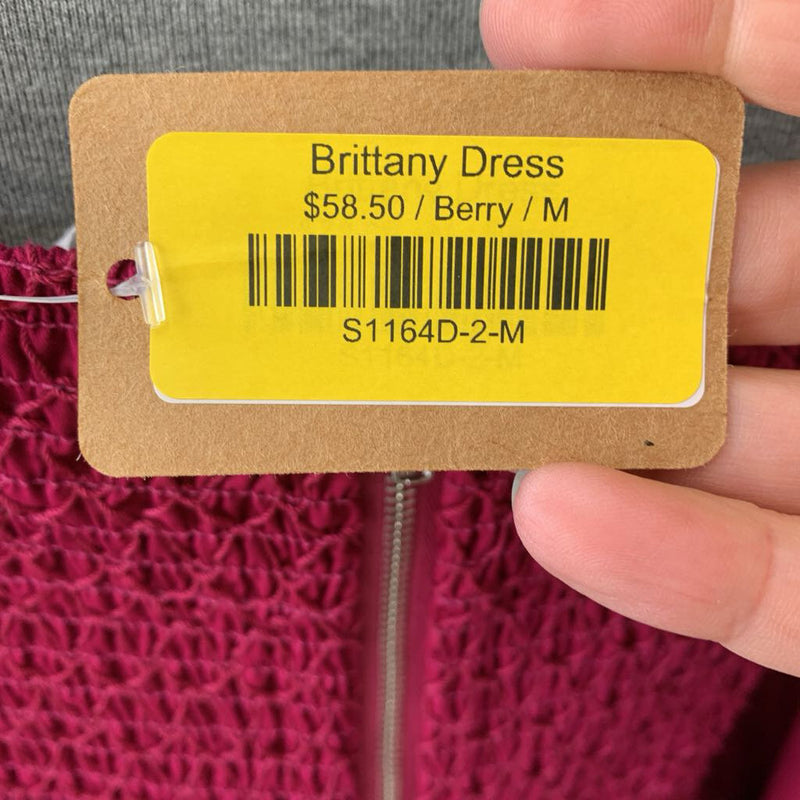 Brittany Dress
$58.50 / Berry / M
S1164D-2-M